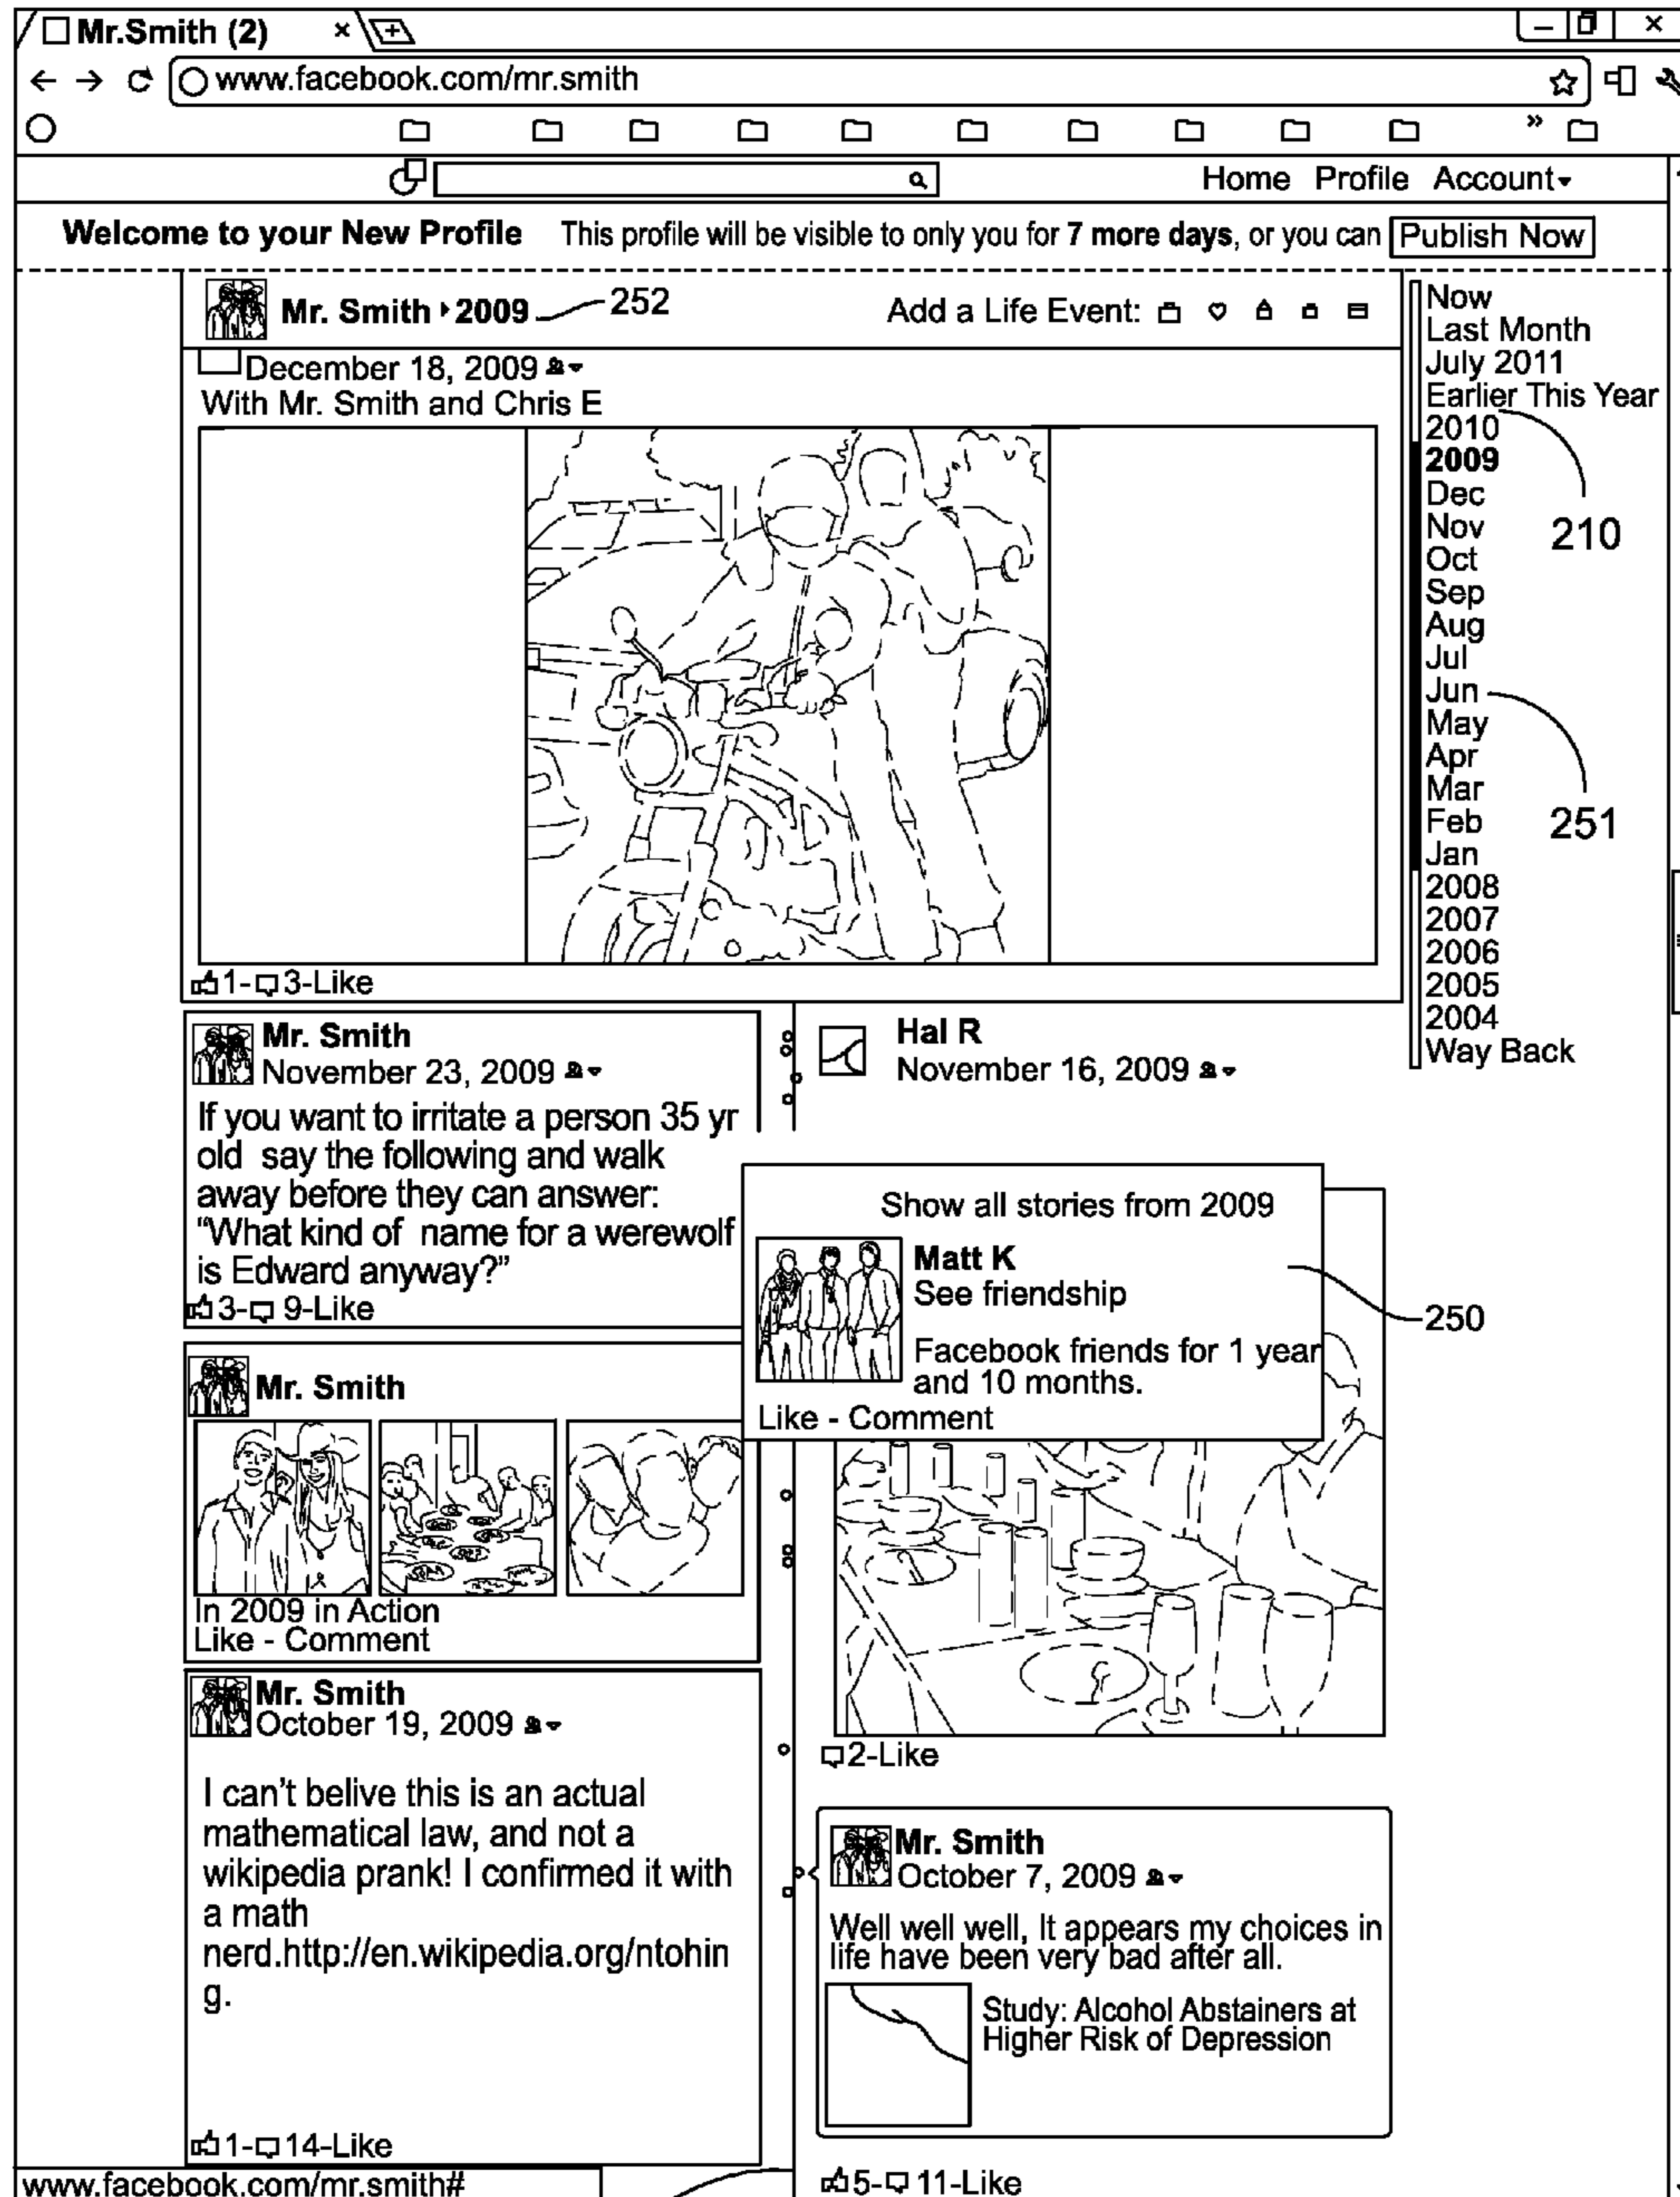 Mr.Smith (2)
www.facebook.com/mr.smith
Home Profile Account
Welcome to your New Profile This profile will be visible to only you for 7 more days, or you can Publish Now
Mr. Smith 2009 252 Add a Life Event:
December 18, 2009
With Mr. Smith and Chris E
1-3-Like
Now
Last Month
July 2011
Earlier This Year
2010
2009
Dec
Nov
210
Oct
Sep
Aug
Jul
Jun
May
Apr
Mar
Feb
251
Jan
2008
2007
2006
2005
2004
Way Back
Mr. Smith
November 23, 2009
If you want to irritate a person 35 yr
old say the following and walk
away before they can answer:
“What kind of name for a werewolf
is Edward anyway?”
3- 9-Like
Hal R
November 16, 2009
Show all stories from 2009
Matt K
See friendship
Facebook friends for 1 year
and 10 months.
Like - Comment
250
Mr. Smith
In 2009 in Action
Like - Comment
2-Like
Mr. Smith
October 19, 2009
I can’t belive this is an actual
mathematical law, and not a
wikipedia prank! I confirmed it with
a math
nerd.http://en.wikipedia.org/ntohin
g.
1-14-Like
Mr. Smith
October 7, 2009
Well well well, It appears my choices in
life have been very bad after all.
Study: Alcohol Abstainers at
Higher Risk of Depression
5- 11-Like
www.facebook.com/mr.smith#